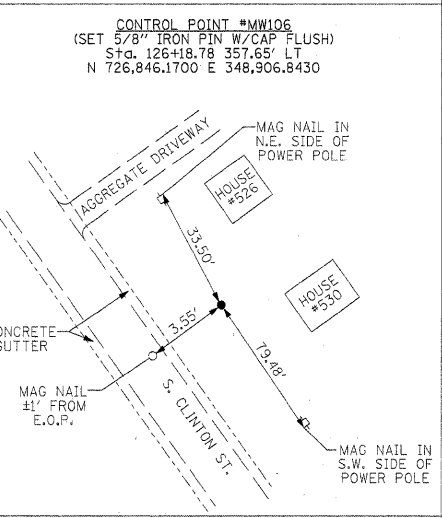 CONTROL POINT #MW106
(SET 5/8" IRON PIN W/CAP FLUSH)
Sta. 126+18.78 357.65' LT
N 726,846.1700 E 348,906.8430
MAG NAIL IN
N.E. SIDE OF
POWER POLE
AGGREGATE DRIVEWAY
HOUSE
#526
33.50'
HOUSE
#530
3.55'
ONCRETE
GUTTER
79.48'
MAG NAIL
±1' FROM
E.O.P.
S. CLINTON ST.
MAG NAIL IN
S.W. SIDE OF
POWER POLE